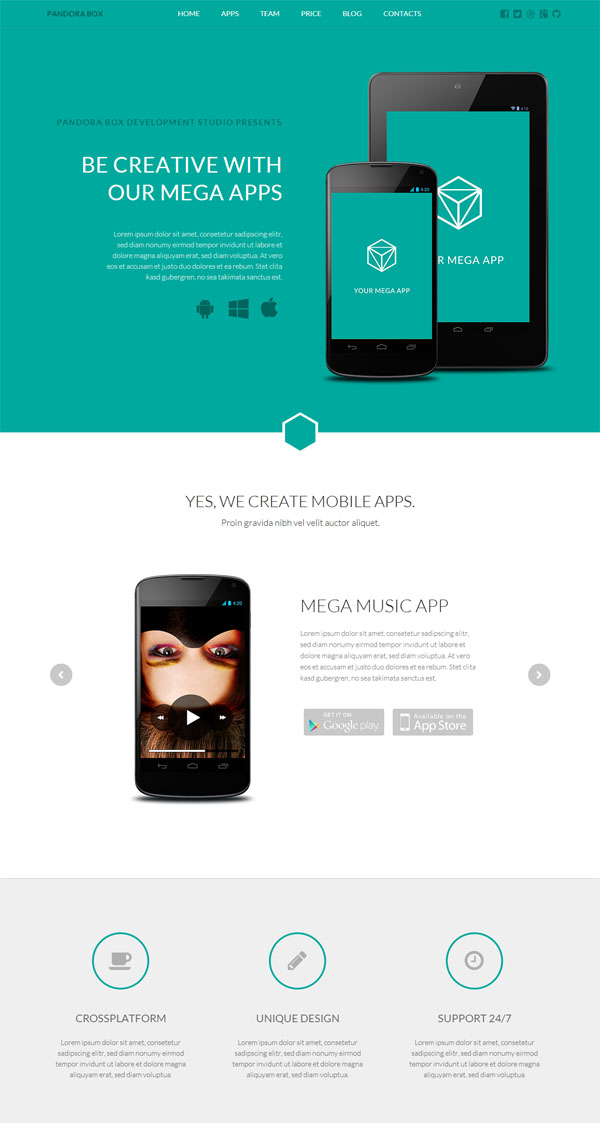 PANDORA BOX
HOME APPS TEAM PRICE BLOG CONTACTS
PANDORA BOX DEVELOPMENT STUDIO PRESENTS
BE CREATIVE WITH
OUR MEGA APPS
Lorem ipsum dolor sit amet, consetetur sadipscing elitr,
sed diam nonumy eirmod tempor invidunt ut labore et
dolore magna aliquyam erat, sed diam voluptua. At vero
eos et accusam et justo duo dolores et ea rebum. Stet clita
kasd gubergren, no sea takimata sanctus est.
4:10
UR MEGA APP
4:20
YOUR MEGA APP
YES, WE CREATE MOBILE APPS.
Proin gravida nibh vel velit auctor aliquet.
4:20
MEGA MUSIC APP
Lorem ipsum dolor sit amet, consetetur sadipscing elitr,
sed diam nonumy eirmod tempor invidunt ut labore et
dolore magna aliquyam erat, sed diam voluptua. At vero
eos et accusam et justo duo dolores et ea rebum. Stet clita
kasd gubergren, no sea takimata sanctus est.
GET IT ON
Google play
Available on the
App Store
CROSSPLATFORM
Lorem ipsum dolor sit amet, consetetur
sadipscing elitr, sed diam nonumy eirmod
tempor invidunt ut labore et dolore magna
aliquyam erat, sed diam voluptua.
UNIQUE DESIGN
Lorem ipsum dolor sit amet, consetetur
sadipscing elitr, sed diam nonumy eirmod
tempor invidunt ut labore et dolore magna
aliquyam erat, sed diam voluptua.
SUPPORT 24/7
Lorem ipsum dolor sit amet, consetetur
sadipscing elitr, sed diam nonumy eirmod
tempor invidunt ut labore et dolore magna
aliquyam erat, sed diam voluptua.